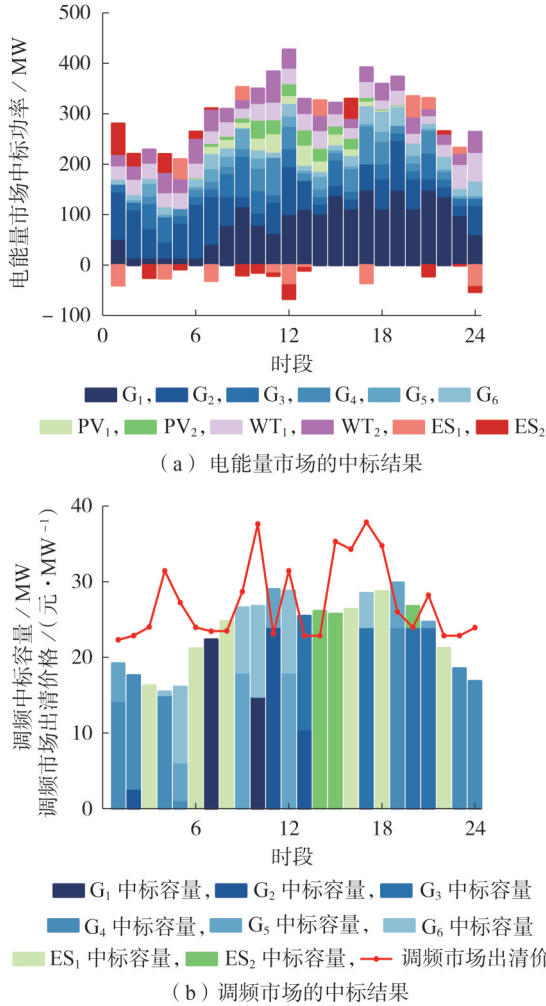 500
400
300
200
100
0
－100
电能量市场中标功率 / MW
0 6 12 18 24
时段
G₁, G₂, G₃, G₄, G₅, G₆
PV₁, PV₂, WT₁, WT₂, ES₁, ES₂
（a）电能量市场的中标结果
40
30
20
10
0
调频中标容量 / MW
调频市场出清价格 /(元·MW⁻¹)
6 12 18 24
时段
G₁ 中标容量, G₂ 中标容量, G₃ 中标容量
G₄ 中标容量, G₅ 中标容量, G₆ 中标容量
ES₁ 中标容量, ES₂ 中标容量, 调频市场出清价
（b）调频市场的中标结果